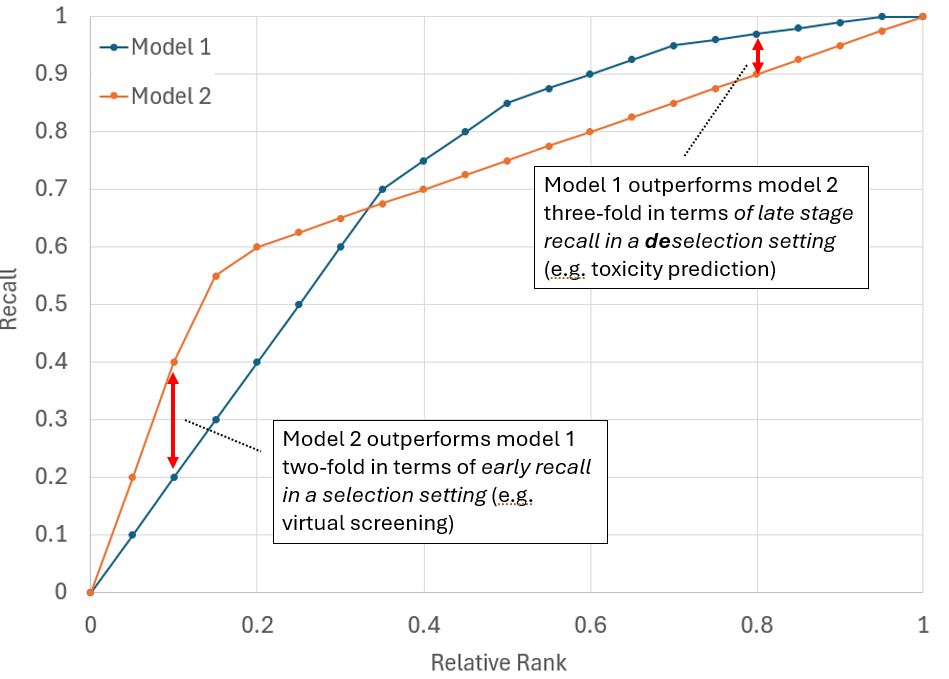 1
Model 1
0.9
Model 2
0.8
Model 1 outperforms model 2
three-fold in terms of late stage
recall in a deselection setting
(e.g. toxicity prediction)
0.7
0.6
0.5
Recall
0.4
Model 2 outperforms model 1
two-fold in terms of early recall
in a selection setting (e.g.
virtual screening)
0.3
0.2
0.1
0
0 0.2 0.4 0.6 0.8 1
Relative Rank